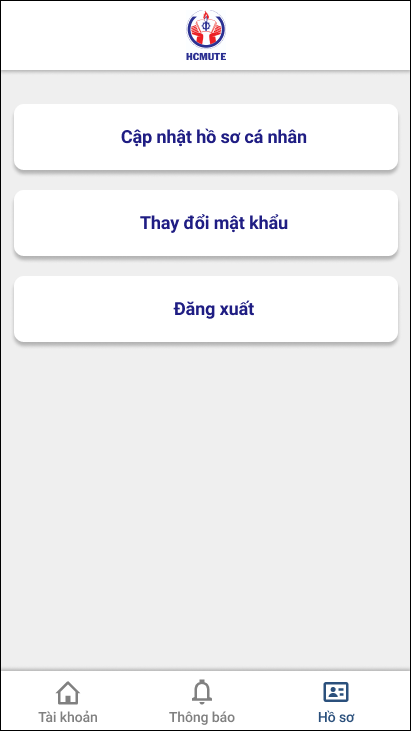 HCMUTE
Cập nhật hồ sơ cá nhân
Thay đổi mật khẩu
Đăng xuất
Tài khoản
Thông báo
Hồ sơ